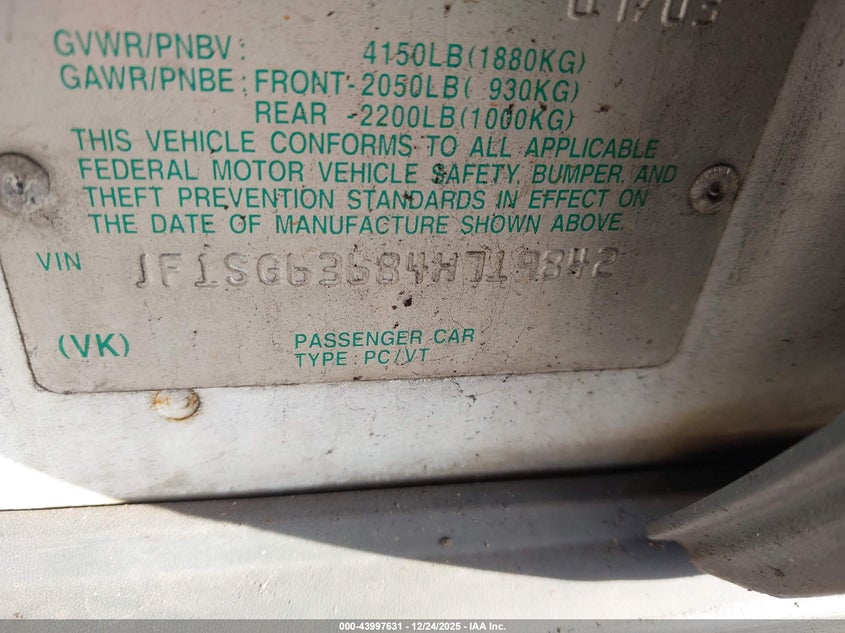 GVWR/PNBV: 4150LB(1880KG)
GAWR/PNBE: FRONT-2050LB( 930KG)
REAR -2200LB(1000KG)
THIS VEHICLE CONFORMS TO ALL APPLICABLE
FEDERAL MOTOR VEHICLE SAFETY, BUMPER, AND
THEFT PREVENTION STANDARDS IN EFFECT ON
THE DATE OF MANUFACTURE SHOWN ABOVE.
VIN JF1SG63684H719842
(VK) PASSENGER CAR
TYPE : PC/VT
000-43997631 - 12/24/2025 - IAA Inc.